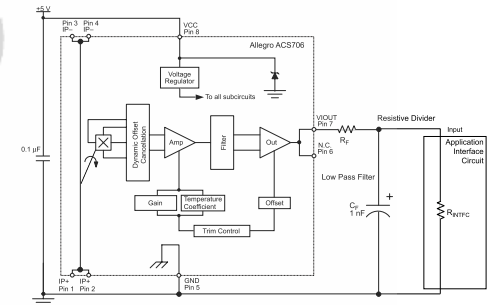 +5 V
Pin 3 Pin 4
IP– IP–
VCC
Pin 8
Allegro ACS706
Voltage
Regulator
To all subcircuits
0.1 µF
Dynamic Offset
Cancellation
Amp
Filter
Out
VIOUT
Pin 7
N.C.
Pin 6
RF
Resistive Divider
Input
Application
Interface
Circuit
Low Pass Filter
Gain
Temperature
Coefficient
Offset
Trim Control
CF
1 nF
+
RINTFC
IP+ IP+
Pin 1 Pin 2
GND
Pin 5